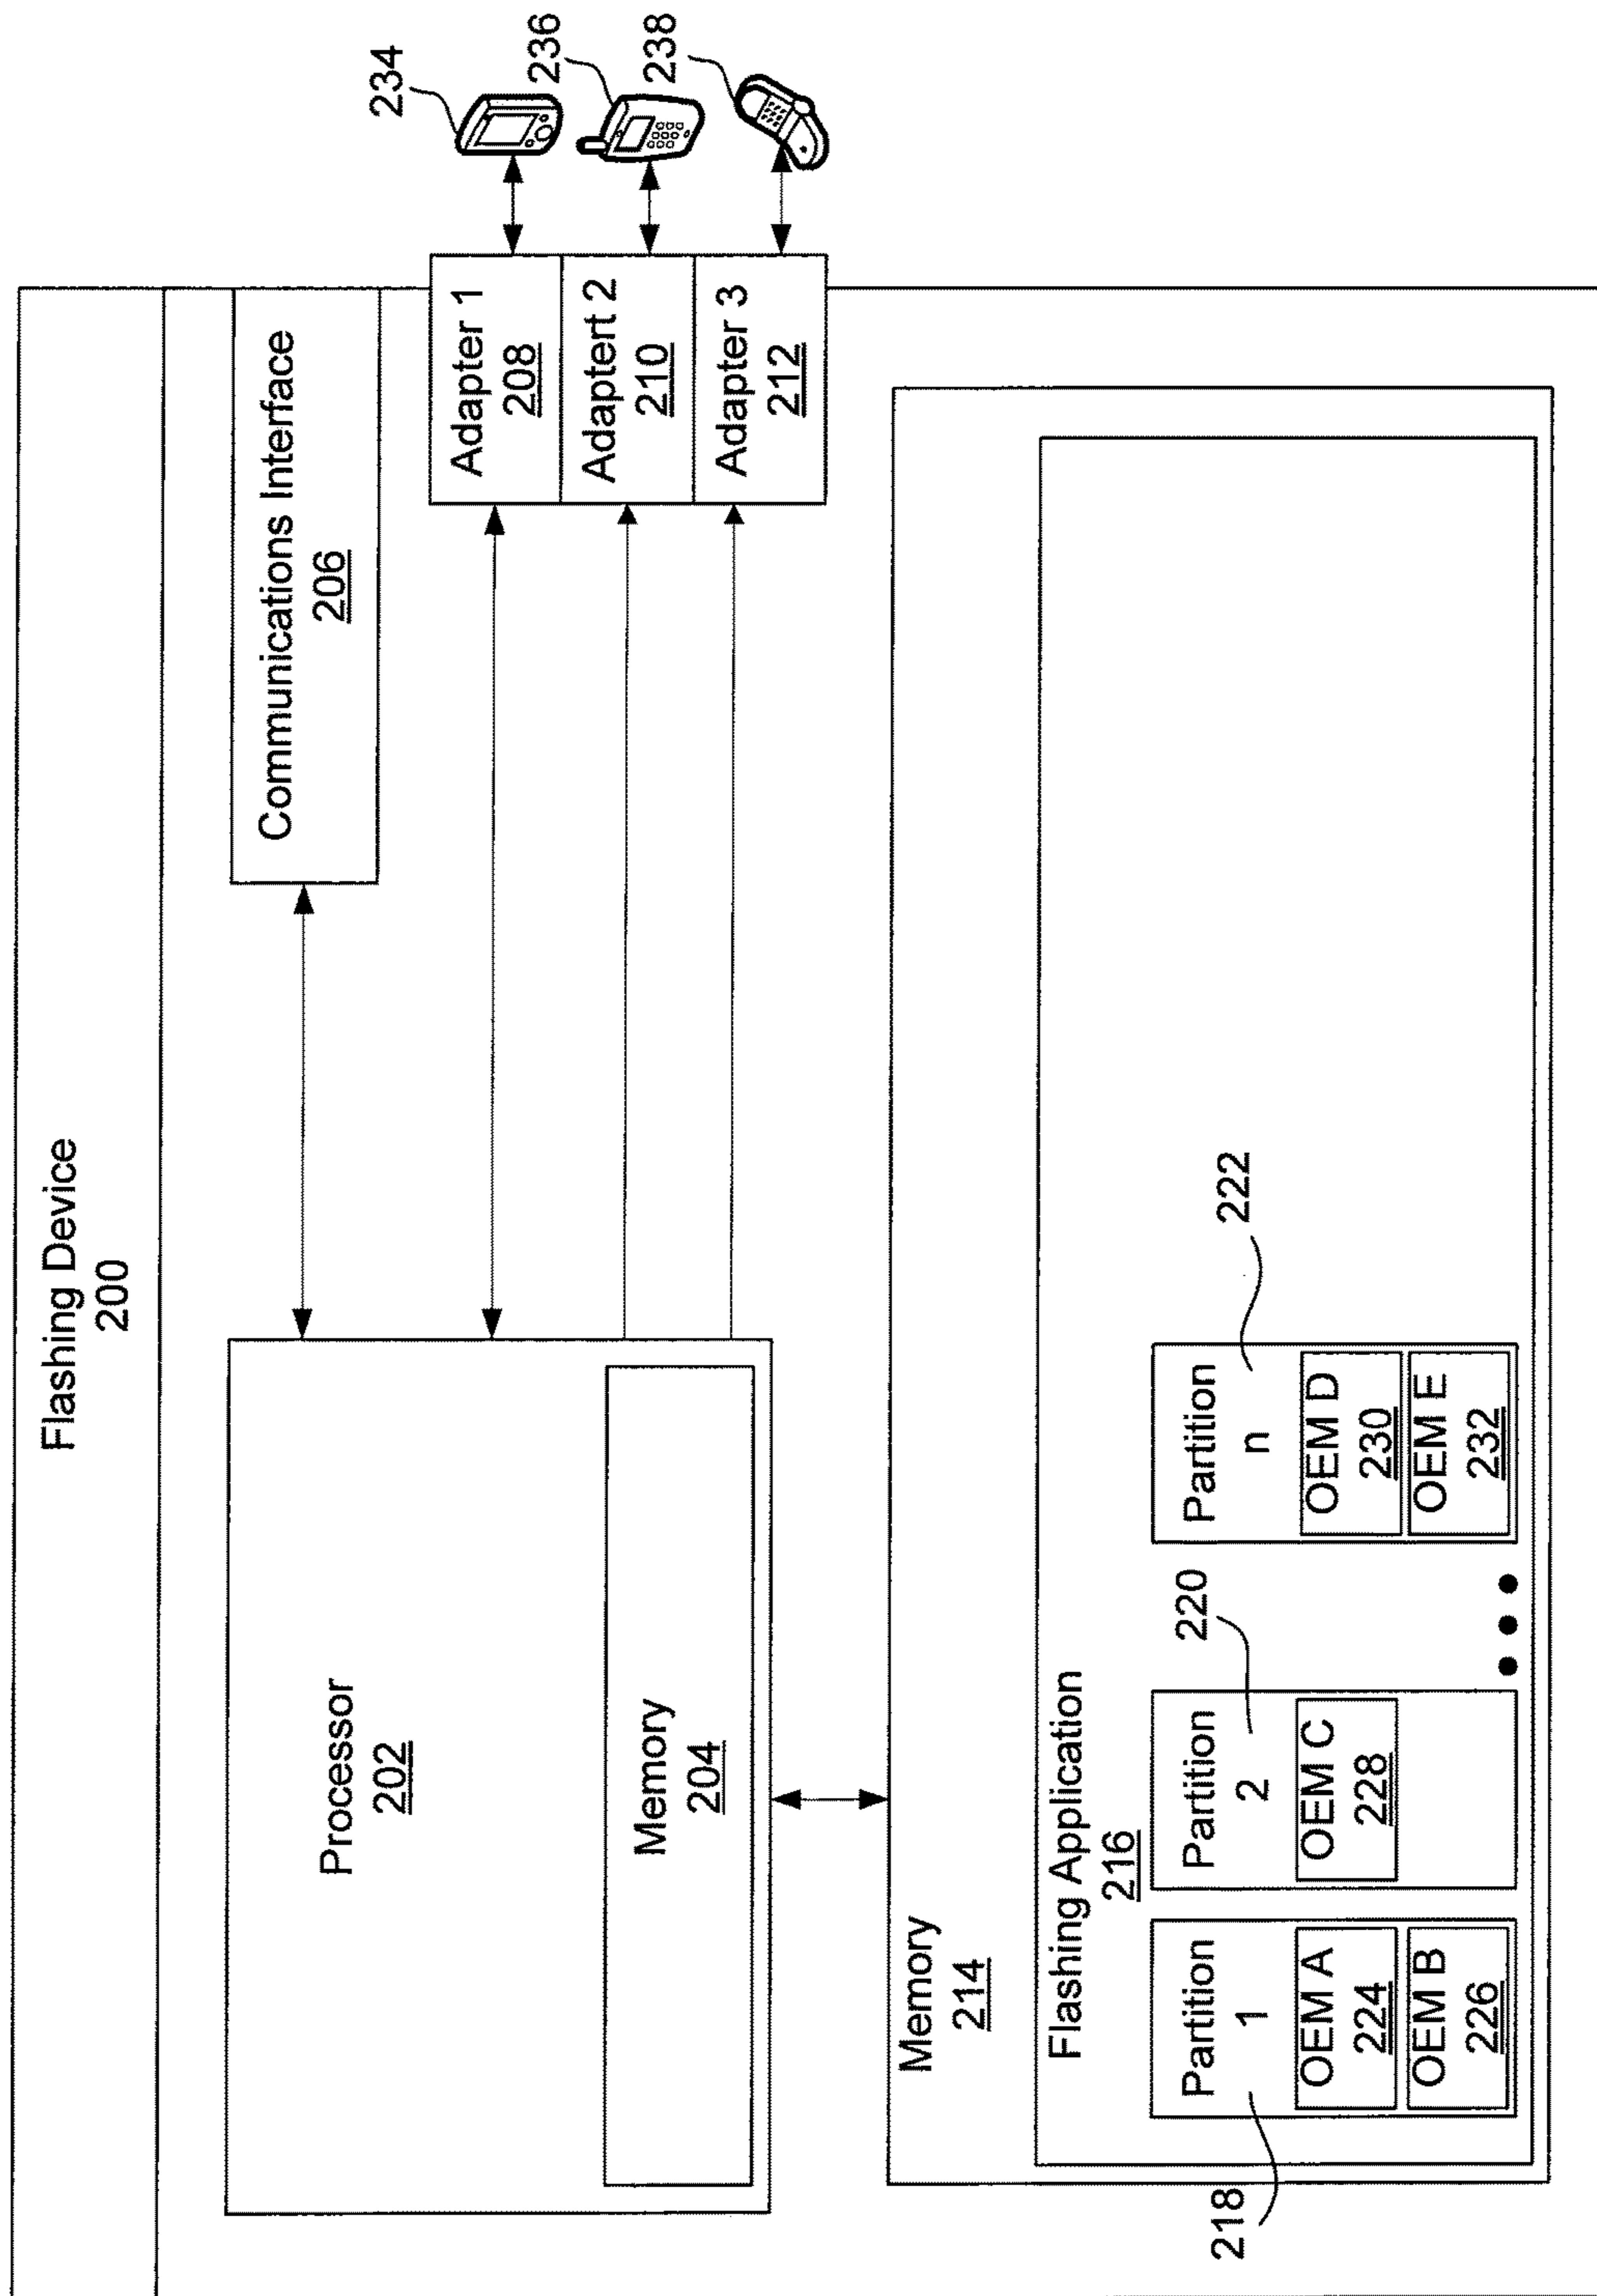 Flashing Device
200
Processor
202
Memory
204
Communications Interface
206
Adapter 1
208
Adaptert 2
210
Adapter 3
212
234
236
238
Memory
214
Flashing Application
216
218
Partition
1
OEM A
224
OEM B
226
220
Partition
2
OEM C
228
222
Partition
n
OEM D
230
OEM E
232